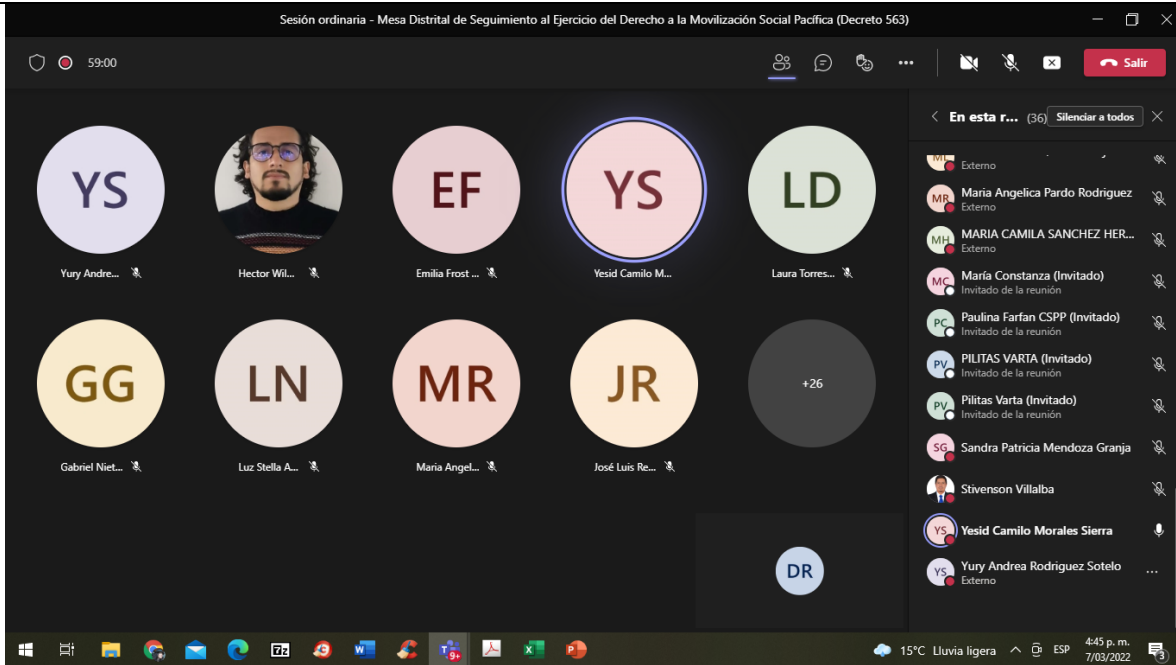 Sesión ordinaria - Mesa Distrital de Seguimiento al Ejercicio del Derecho a la Movilización Social Pacífica (Decreto 563)
59:00
Salir
YS
EF
YS
LD
Yury Andre...
Hector Wil...
Emilia Frost ...
Yesid Camilo M...
Laura Torres...
GG
LN
MR
JR
+26
Gabriel Niet...
Luz Stella A...
Maria Angel...
José Luis Re...
DR
En esta r... (36)
Silenciar a todos
Externo
MR
Maria Angelica Pardo Rodriguez
Externo
MH
MARIA CAMILA SANCHEZ HER...
Externo
MC
María Constanza (Invitado)
Invitado de la reunión
PC
Paulina Farfan CSPP (Invitado)
Invitado de la reunión
PV
PILITAS VARTA (Invitado)
Invitado de la reunión
PV
Pilitas Varta (Invitado)
Invitado de la reunión
SG
Sandra Patricia Mendoza Granja
Stivenson Villalba
YS
Yesid Camilo Morales Sierra
YS
Yury Andrea Rodriguez Sotelo
Externo
9+
15°C Lluvia ligera
ESP
4:45 p. m.
7/03/2022
3